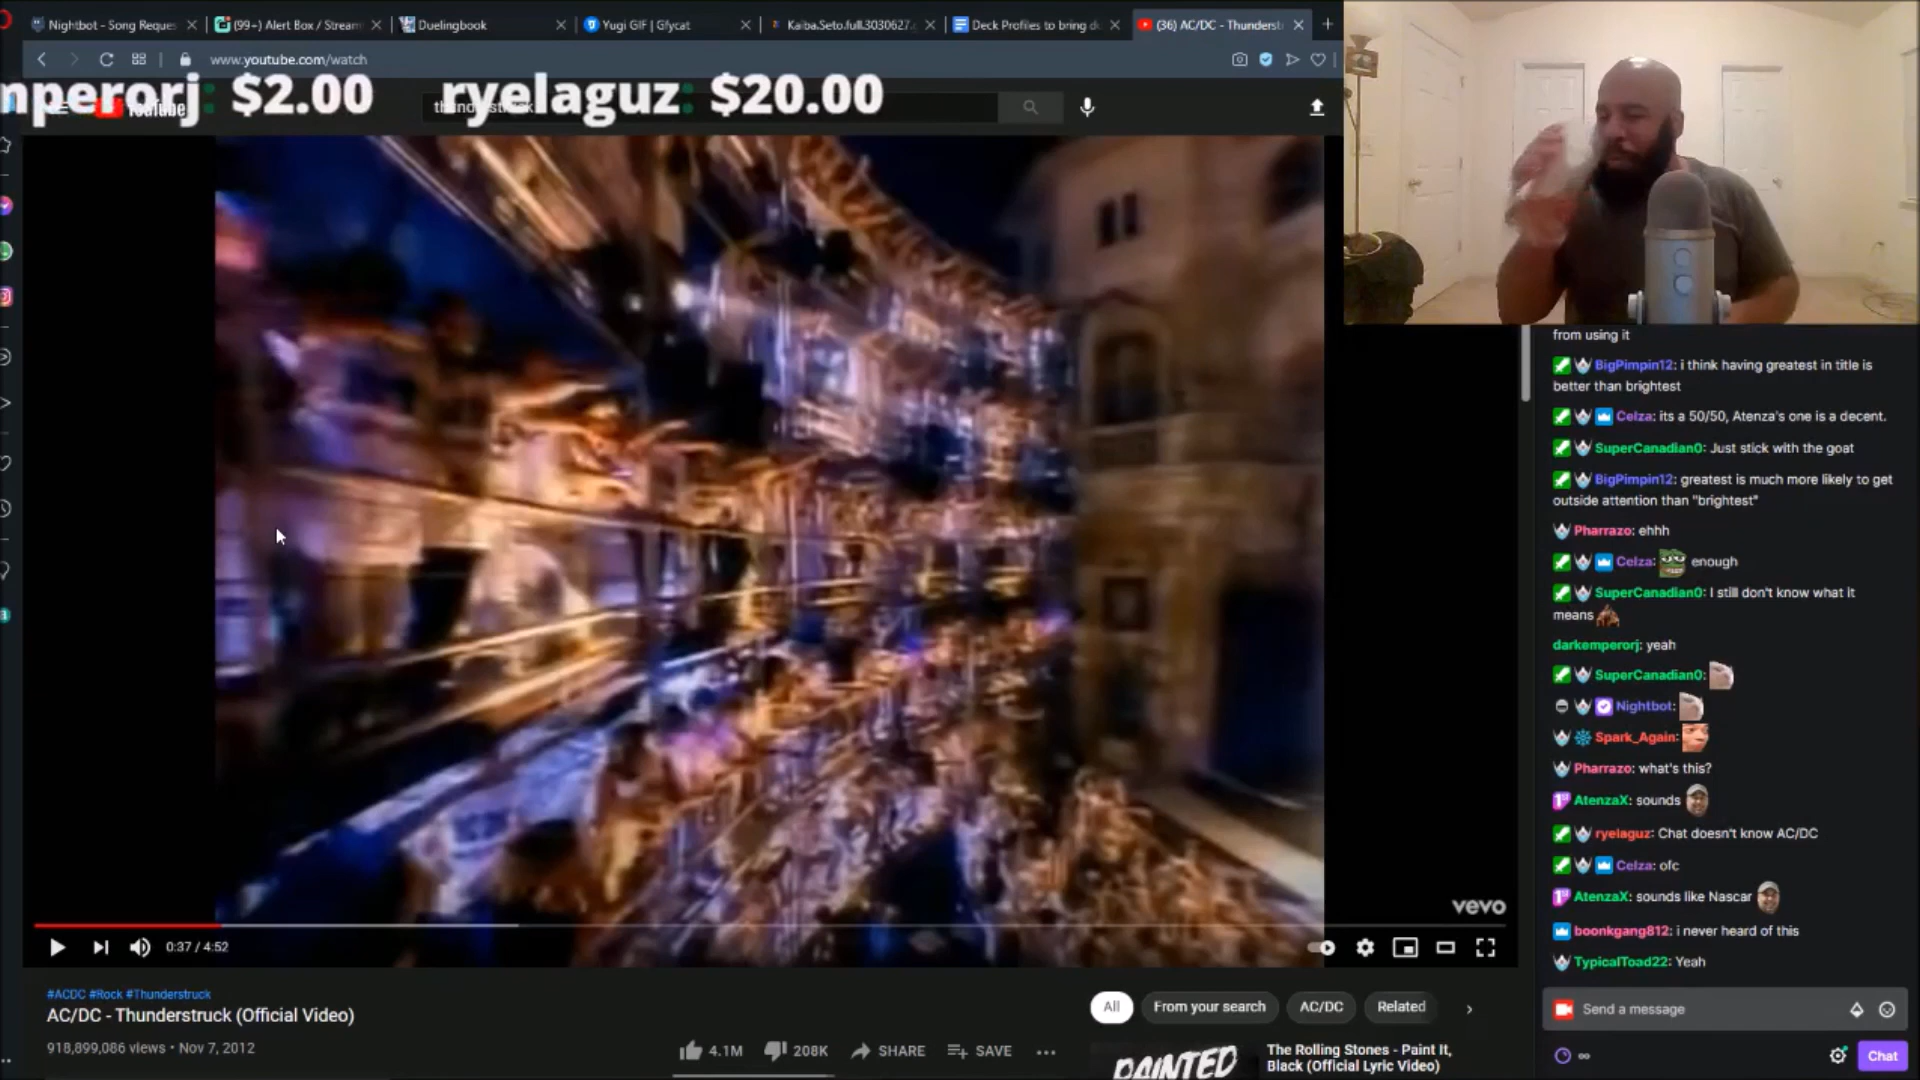 Nightbot - Song Reques
(99+) Alert Box / Stream
Duelingbook
Yugi GIF | Gfycat
Kaiba.Seto.full.3030627.
Deck Profiles to bring d
(36) AC/DC - Thunderst
www.youtube.com/watch
mperorj: $2.00 ryelaguz: $20.00
YouTube
from using it
BigPimpin12: i think having greatest in title is
better than brightest
Celza: its a 50/50, Atenza's one is a decent.
SuperCanadian0: Just stick with the goat
BigPimpin12: greatest is much more likely to get
outside attention than "brightest"
Pharrazo: ehhh
Celza: enough
SuperCanadian0: I still don't know what it
means
darkemperorj: yeah
SuperCanadian0:
Nightbot:
Spark_Again:
Pharrazo: what's this?
AtenzaX: sounds
ryelaguz: Chat doesn't know AC/DC
Celza: ofc
AtenzaX: sounds like Nascar
boonkgang812: i never heard of this
TypicalToad22: Yeah
vevo
0:37 / 4:52
#ACDC #Rock #Thunderstruck
AC/DC - Thunderstruck (Official Video)
918,899,086 views • Nov 7, 2012
4.1M
208K
SHARE
SAVE
All
From your search
AC/DC
Related
PAINTED
The Rolling Stones - Paint It,
Black (Official Lyric Video)
Send a message
Chat